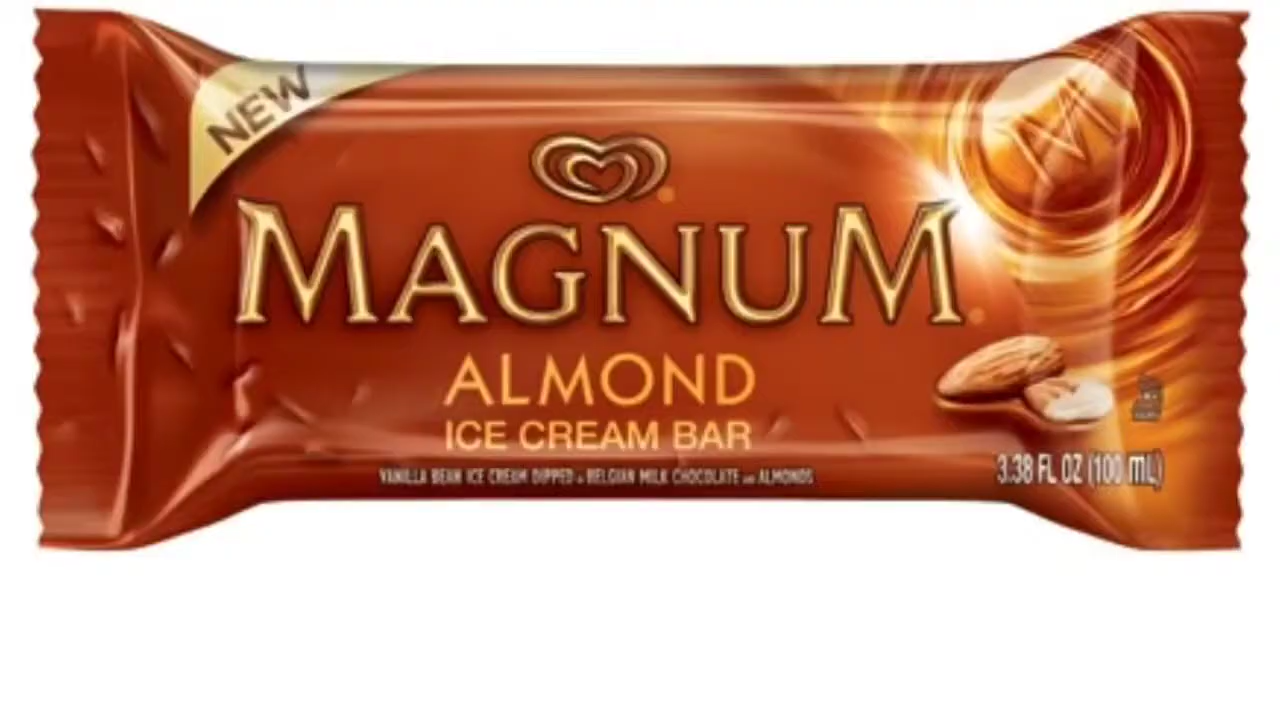 NEW
MAGNUM
ALMOND
ICE CREAM BAR
VANILLA BEAN ICE CREAM DIPPED in BELGIAN MILK CHOCOLATE and ALMONDS
3.38 FL OZ (100 mL)
M